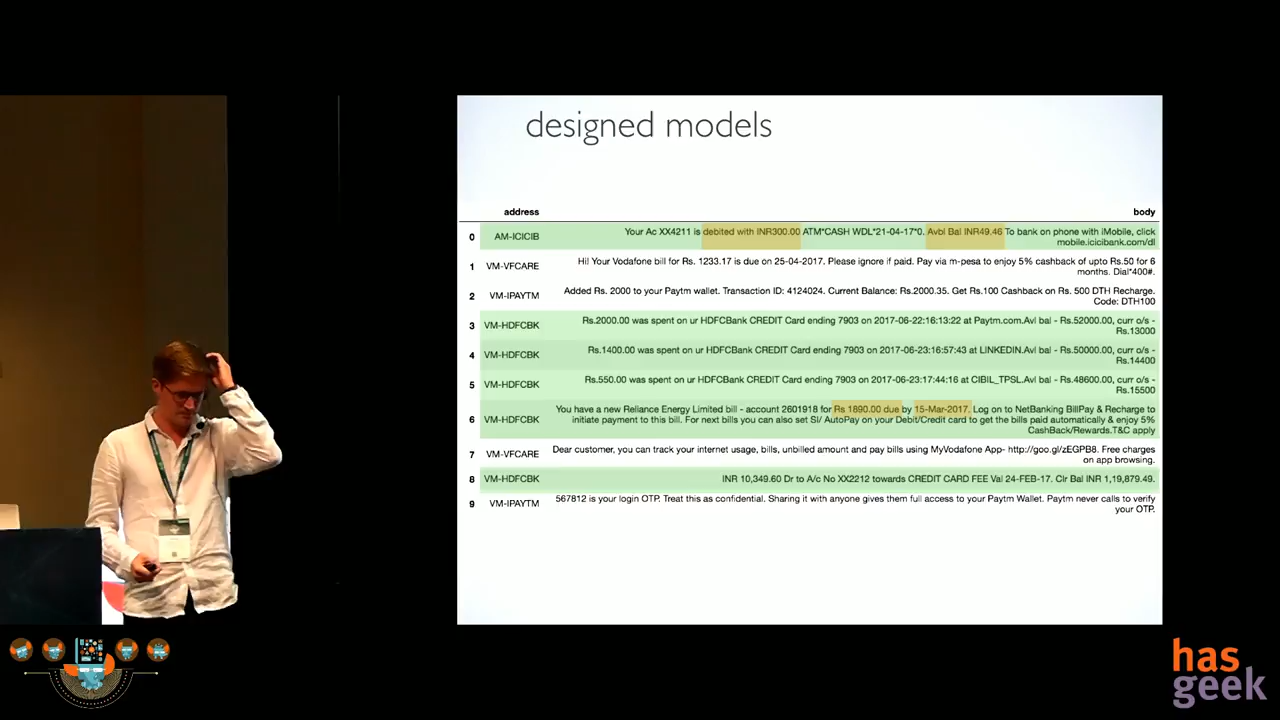 designed models
address body
0 AM-ICICIB Your Ac XX4211 is debited with INR300.00 ATM*CASH WDL*21-04-17*0. Avbl Bal INR49.46 To bank on phone with iMobile, click
mobile.icicibank.com/dl
1 VM-VFCARE Hi! Your Vodafone bill for Rs. 1233.17 is due on 25-04-2017. Please ignore if paid. Pay via m-pesa to enjoy 5% cashback of upto Rs.50 for 6
months. Dial*400#.
2 VM-IPAYTM Added Rs. 2000 to your Paytm wallet. Transaction ID: 4124024. Current Balance: Rs.2000.35. Get Rs.100 Cashback on Rs. 500 DTH Recharge.
Code: DTH100
3 VM-HDFCBK Rs.2000.00 was spent on ur HDFCBank CREDIT Card ending 7903 on 2017-06-22:16:13:22 at Paytm.com.Avl bal - Rs.52000.00, curr o/s -
Rs.13000
4 VM-HDFCBK Rs.1400.00 was spent on ur HDFCBank CREDIT Card ending 7903 on 2017-06-23:16:57:43 at LINKEDIN.Avl bal - Rs.50000.00, curr o/s -
Rs.14400
5 VM-HDFCBK Rs.550.00 was spent on ur HDFCBank CREDIT Card ending 7903 on 2017-06-23:17:44:16 at CIBIL_TPSL.Avl bal - Rs.48600.00, curr o/s -
Rs.15500
You have a new Reliance Energy Limited bill - account 2601918 for Rs 1890.00 due by 15-Mar-2017. Log on to NetBanking BillPay & Recharge to
6 VM-HDFCBK initiate payment to this bill. For next bills you can also set SI/ AutoPay on your Debit/Credit card to get the bills paid automatically & enjoy 5%
CashBack/Rewards.T&C apply
7 VM-VFCARE Dear customer, you can track your internet usage, bills, unbilled amount and pay bills using MyVodafone App- http://goo.gl/zEGPB8. Free charges
on app browsing.
8 VM-HDFCBK INR 10,349.60 Dr to A/c No XX2212 towards CREDIT CARD FEE Val 24-FEB-17. Clr Bal INR 1,19,879.49.
9 VM-IPAYTM 567812 is your login OTP. Treat this as confidential. Sharing it with anyone gives them full access to your Paytm Wallet. Paytm never calls to verify
your OTP.
has
geek